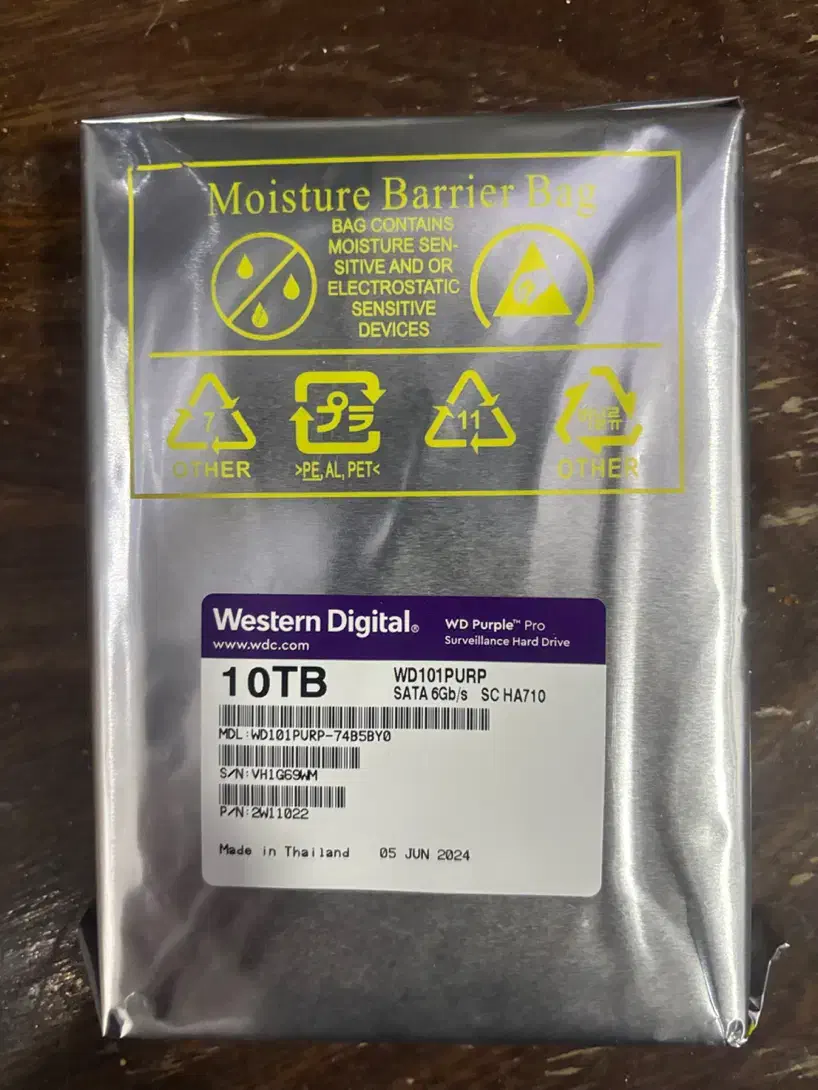 Moisture Barrier Bag
BAG CONTAINS
MOISTURE SEN-
SITIVE AND OR
ELECTROSTATIC
SENSITIVE
DEVICES
7
OTHER
プラ
>PE, AL, PET<
11
OTHER
Western Digital®
www.wdc.com
WD Purple™ Pro
Surveillance Hard Drive
10TB
WD101PURP
SATA 6Gb/s SC HA710
MDL:WD101PURP-74B5BY0
S/N:VH1G69WM
P/N:2W11022
Made in Thailand 05 JUN 2024